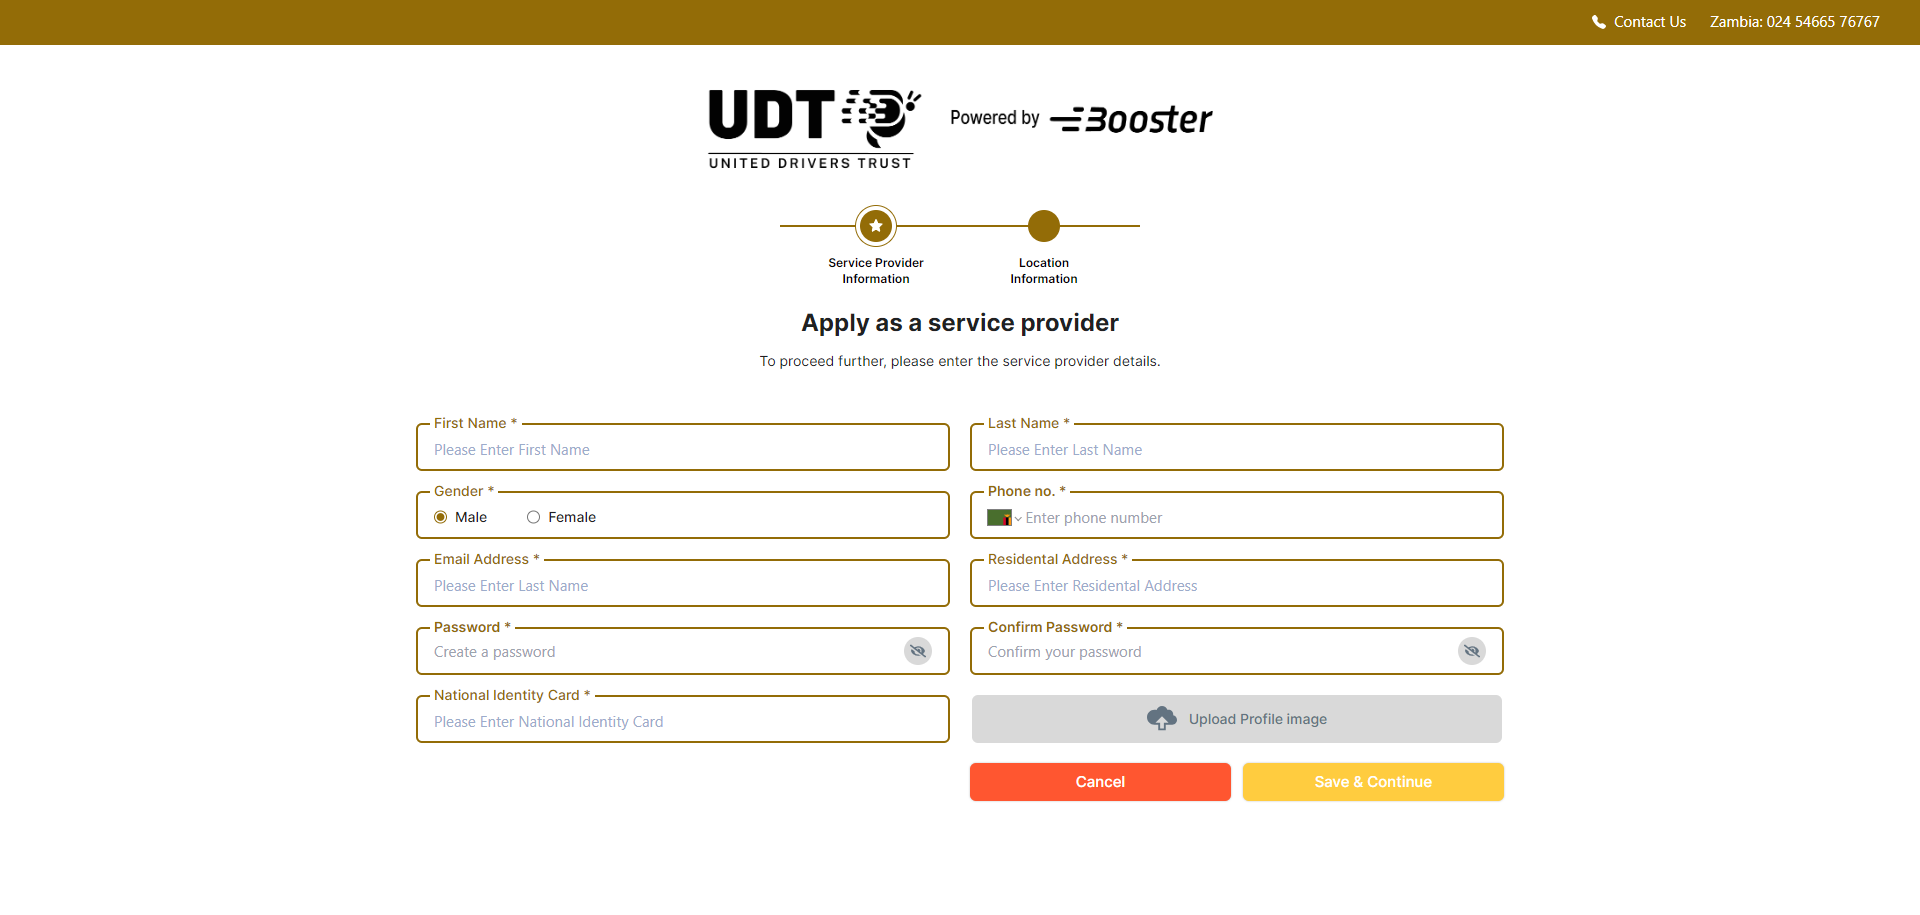 Contact Us Zambia: 024 54665 76767
UDT
UNITED DRIVERS TRUST
Powered by Booster
Service Provider
Information
Location
Information
Apply as a service provider
To proceed further, please enter the service provider details.
First Name *
Please Enter First Name
Last Name *
Please Enter Last Name
Gender *
Male Female
Phone no. *
Enter phone number
Email Address *
Please Enter Last Name
Residental Address *
Please Enter Residental Address
Password *
Create a password
Confirm Password *
Confirm your password
National Identity Card *
Please Enter National Identity Card
Upload Profile image
Cancel
Save & Continue